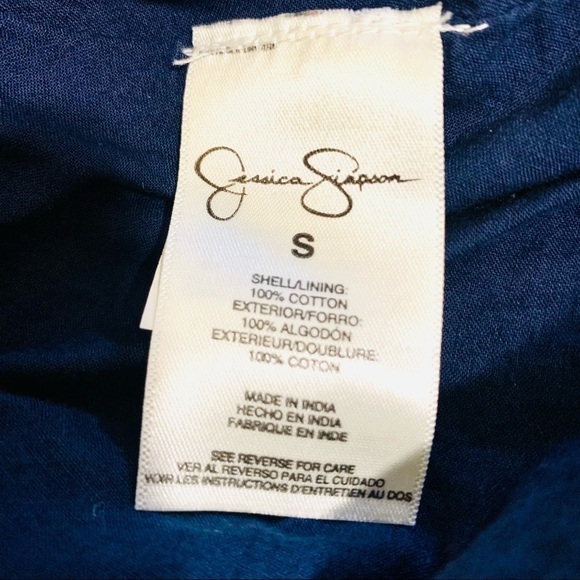 Jessica Simpson
S
SHELL/LINING:
100% COTTON
EXTERIOR/FORRO:
100% ALGODÓN
EXTERIEUR/DOUBLURE:
100% COTON
MADE IN INDIA
HECHO EN INDIA
FABRIQUE EN INDE
SEE REVERSE FOR CARE
VER AL REVERSO PARA EL CUIDADO
VOIR LES INSTRUCTIONS D'ENTRETIEN AU DOS